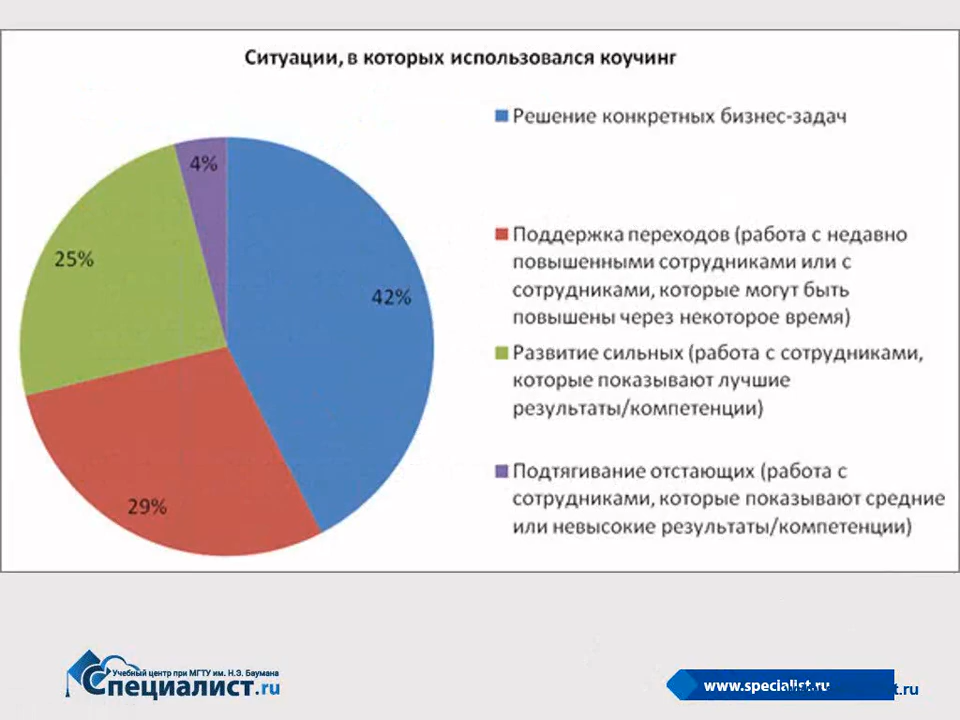 Ситуации, в которых использовался коучинг
Решение конкретных бизнес-задач
4%
Поддержка переходов (работа с недавно
повышенными сотрудниками или с
сотрудниками, которые могут быть
повышены через некоторое время)
25%
42%
Развитие сильных (работа с сотрудниками,
которые показывают лучшие
результаты/компетенции)
Подтягивание отстающих (работа с
сотрудниками, которые показывают средние
или невысокие результаты/компетенции)
29%
Учебный центр при МГТУ им. Н.Э. Баумана
Специалист.ru
www.specialist.ru
t.ru